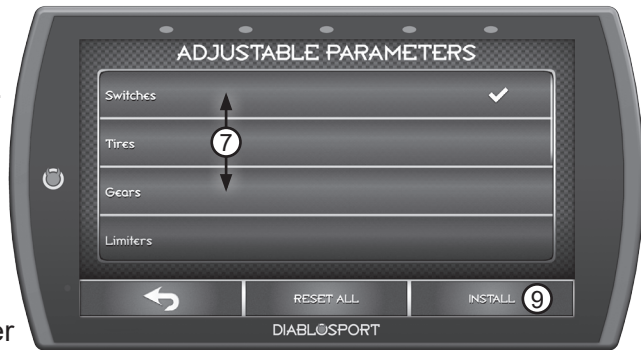 ADJUSTABLE PARAMETERS
Switches
Tires
7
Gears
Limiters
RESET ALL
INSTALL 9
DIABLOSPORT
er